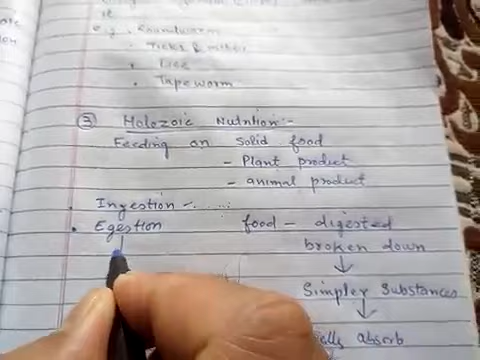 it
e.g. Roundworm
• Ticks & mites
• Lice
• Tapeworm
③ Holozoic Nutrition:-
Feeding on solid food
- Plant product
- animal product
• Ingestion -
• Egestion food - digested
broken down
↓
Simpler Substances
↓
absorb